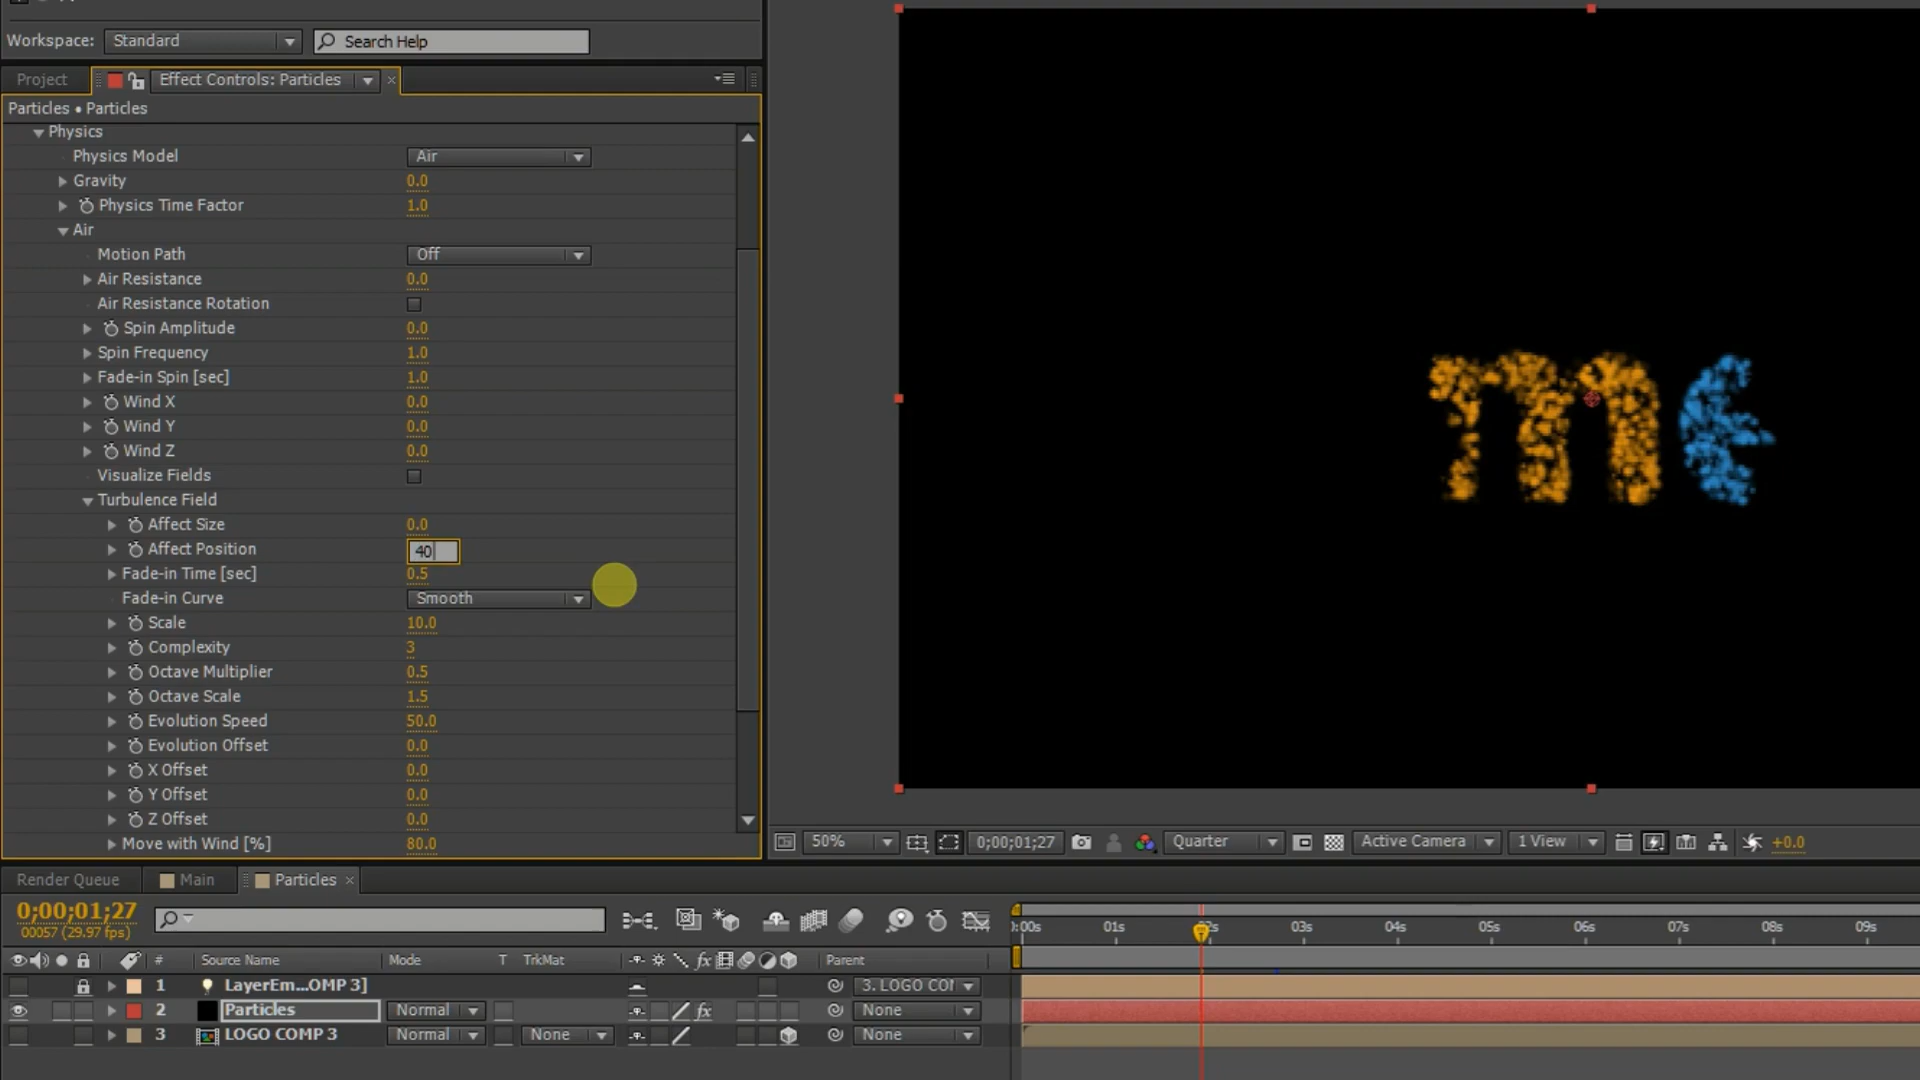 Workspace: Standard Search Help
Project Effect Controls: Particles ×
Particles • Particles
Physics
Physics Model Air
Gravity 0.0
Physics Time Factor 1.0
Air
Motion Path Off
Air Resistance 0.0
Air Resistance Rotation
Spin Amplitude 0.0
Spin Frequency 1.0
Fade-in Spin [sec] 1.0
Wind X 0.0
Wind Y 0.0
Wind Z 0.0
Visualize Fields
Turbulence Field
Affect Size 0.0
Affect Position 40
Fade-in Time [sec] 0.5
Fade-in Curve Smooth
Scale 10.0
Complexity 3
Octave Multiplier 0.5
Octave Scale 1.5
Evolution Speed 50.0
Evolution Offset 0.0
X Offset 0.0
Y Offset 0.0
Z Offset 0.0
Move with Wind [%] 80.0
me
50% 0;00;01;27 Quarter Active Camera 1 View +0.0
Render Queue Main Particles ×
0;00;01;27
00057 (29.97 fps)
:00s 01s 02s 03s 04s 05s 06s 07s 08s 09s
# Source Name Mode T TrkMat fx Parent
1 LayerEm...OMP 3] 3. LOGO COI
2 Particles Normal fx None
3 LOGO COMP 3 Normal None None